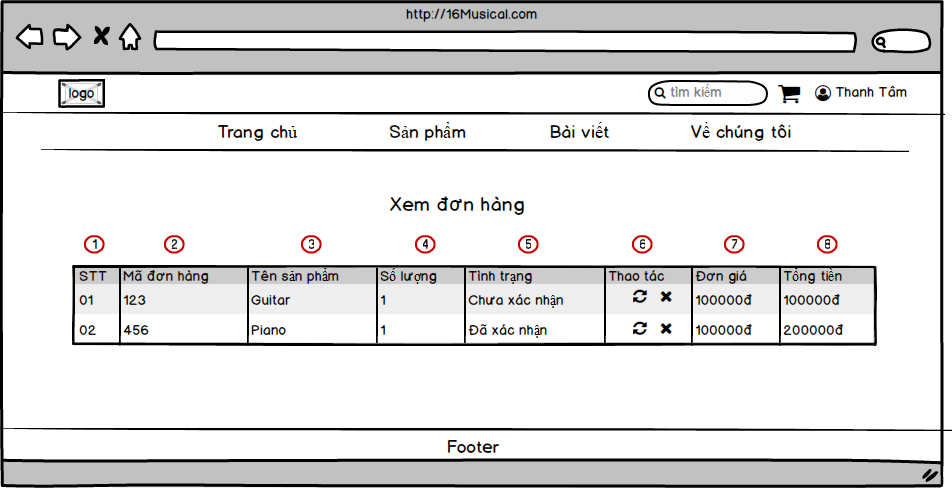 http://16Musical.com
logo
tìm kiếm
Thanh Tâm
Trang chủ Sản phẩm Bài viết Về chúng tôi
Xem đơn hàng
1 2 3 4 5 6 7 8
STT Mã đơn hàng Tên sản phẩm Số lượng Tình trạng Thao tác Đơn giá Tổng tiền
01 123 Guitar 1 Chưa xác nhận 100000đ 100000đ
02 456 Piano 1 Đã xác nhận 100000đ 200000đ
Footer